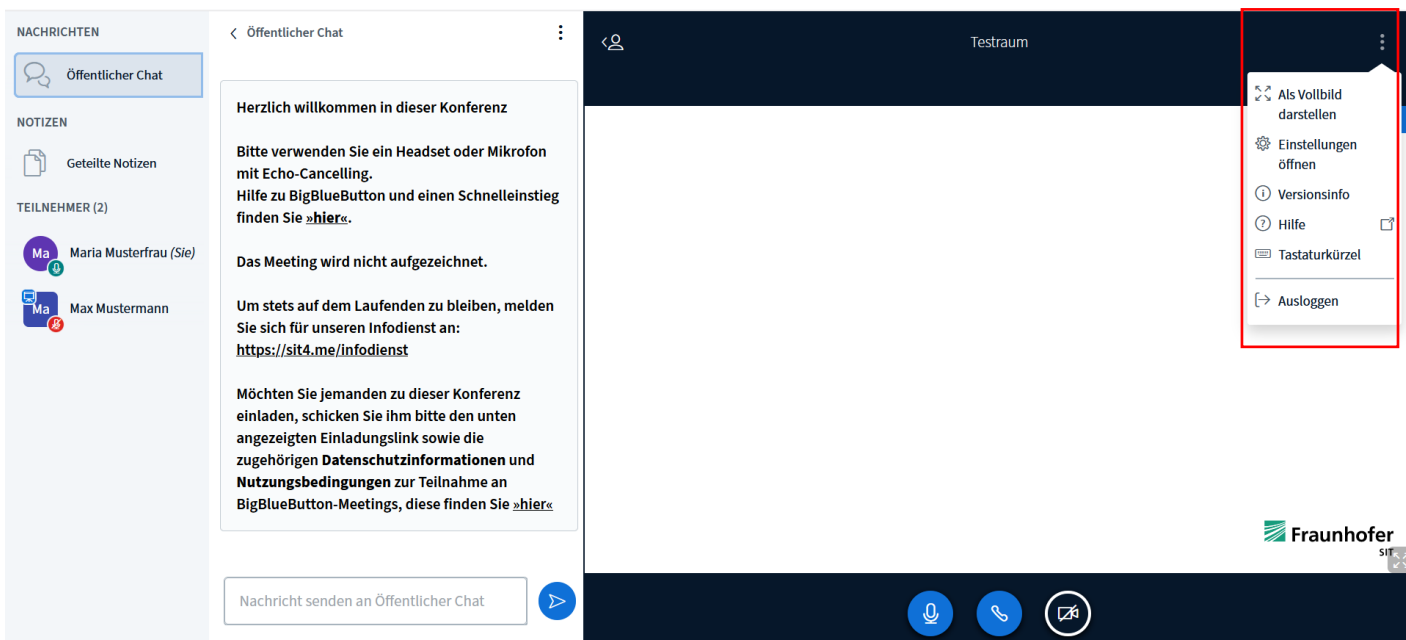 NACHRICHTEN
Öffentlicher Chat
NOTIZEN
Geteilte Notizen
TEILNEHMER (2)
Ma
Maria Musterfrau (Sie)
Ma
Max Mustermann
Öffentlicher Chat
Herzlich willkommen in dieser Konferenz
Bitte verwenden Sie ein Headset oder Mikrofon
mit Echo-Cancelling.
Hilfe zu BigBlueButton und einen Schnelleinstieg
finden Sie »hier«.
Das Meeting wird nicht aufgezeichnet.
Um stets auf dem Laufenden zu bleiben, melden
Sie sich für unseren Infodienst an:
https://sit4.me/infodienst
Möchten Sie jemanden zu dieser Konferenz
einladen, schicken Sie ihm bitte den unten
angezeigten Einladungslink sowie die
zugehörigen Datenschutzinformationen und
Nutzungsbedingungen zur Teilnahme an
BigBlueButton-Meetings, diese finden Sie »hier«
Nachricht senden an Öffentlicher Chat
Testraum
Als Vollbild
darstellen
Einstellungen
öffnen
Versionsinfo
Hilfe
Tastaturkürzel
Ausloggen
Fraunhofer
SIT